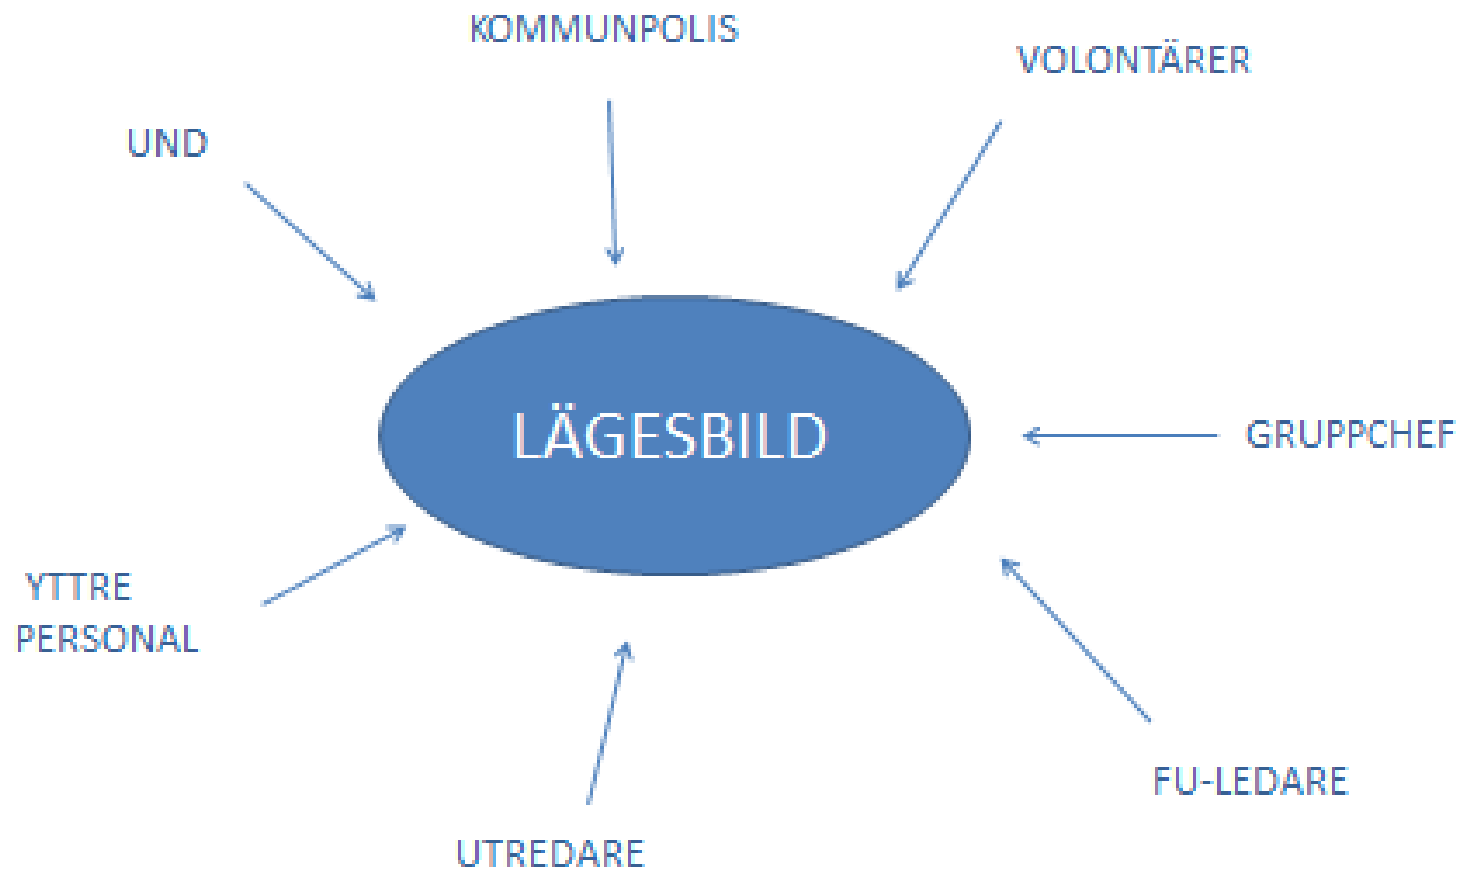 KOMMUNPOLIS
VOLONTÄRER
UND
LÄGESBILD
GRUPPCHEF
YTTRE
PERSONAL
FU-LEDARE
UTREDARE